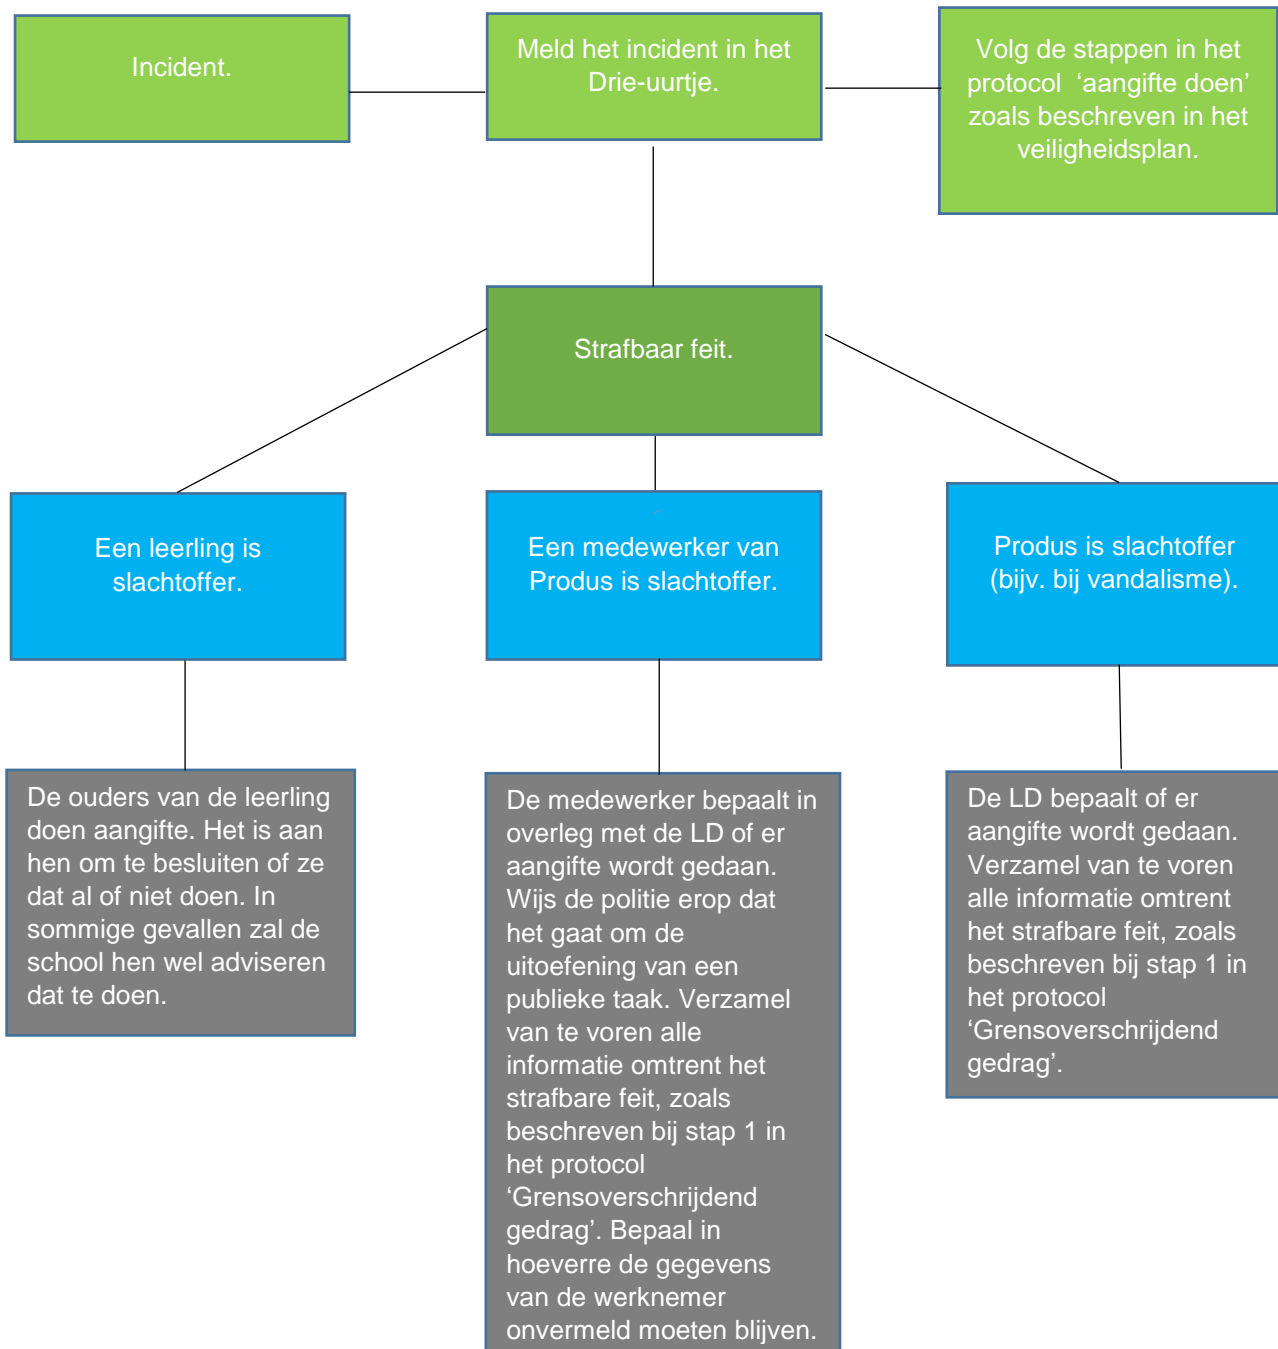 Incident.
Meld het incident in het
Drie-uurtje.
Volg de stappen in het
protocol ‘aangifte doen’
zoals beschreven in het
veiligheidsplan.
Strafbaar feit.
Een leerling is
slachtoffer.
Een medewerker van
Produs is slachtoffer.
Produs is slachtoffer
(bijv. bij vandalisme).
De ouders van de leerling
doen aangifte. Het is aan
hen om te besluiten of ze
dat al of niet doen. In
sommige gevallen zal de
school hen wel adviseren
dat te doen.
De medewerker bepaalt in
overleg met de LD of er
aangifte wordt gedaan.
Wijs de politie erop dat
het gaat om de
uitoefening van een
publieke taak. Verzamel
van te voren alle
informatie omtrent het
strafbare feit, zoals
beschreven bij stap 1 in
het protocol
‘Grensoverschrijdend
gedrag’. Bepaal in
hoeverre de gegevens
van de werknemer
onvermeld moeten blijven.
De LD bepaalt of er
aangifte wordt gedaan.
Verzamel van te voren
alle informatie omtrent
het strafbare feit, zoals
beschreven bij stap 1 in
het protocol
‘Grensoverschrijdend
gedrag’.